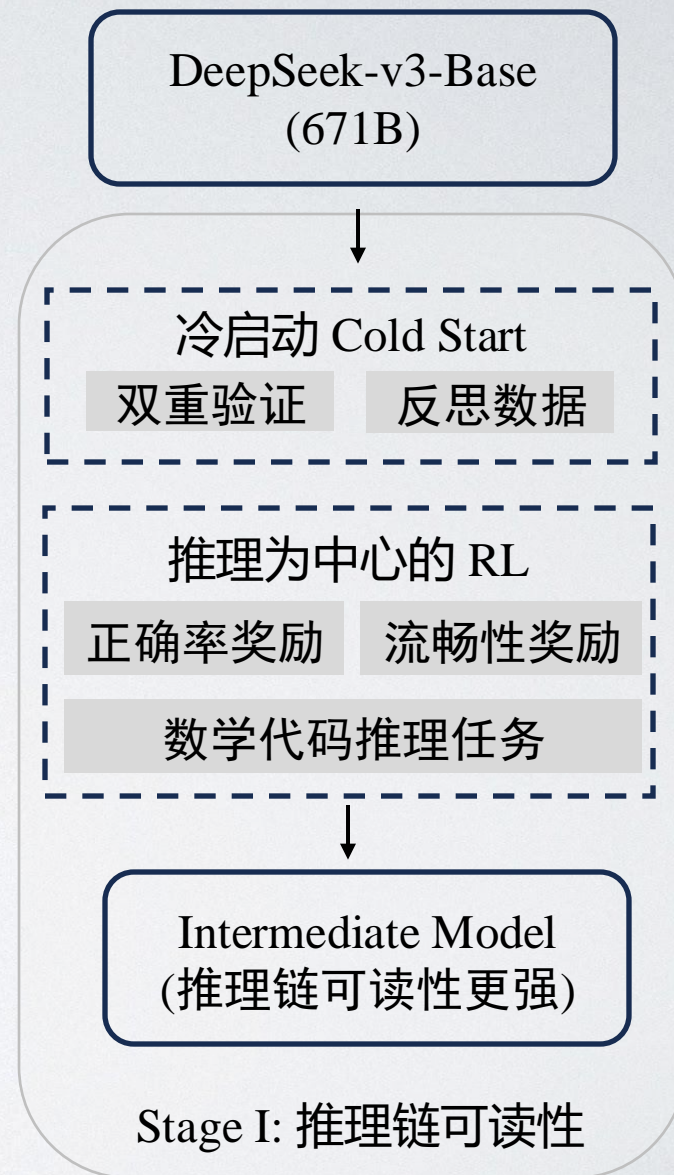 DeepSeek-v3-Base
(671B)
冷启动 Cold Start
双重验证 反思数据
推理为中心的 RL
正确率奖励 流畅性奖励
数学代码推理任务
Intermediate Model
(推理链可读性更强)
Stage I: 推理链可读性